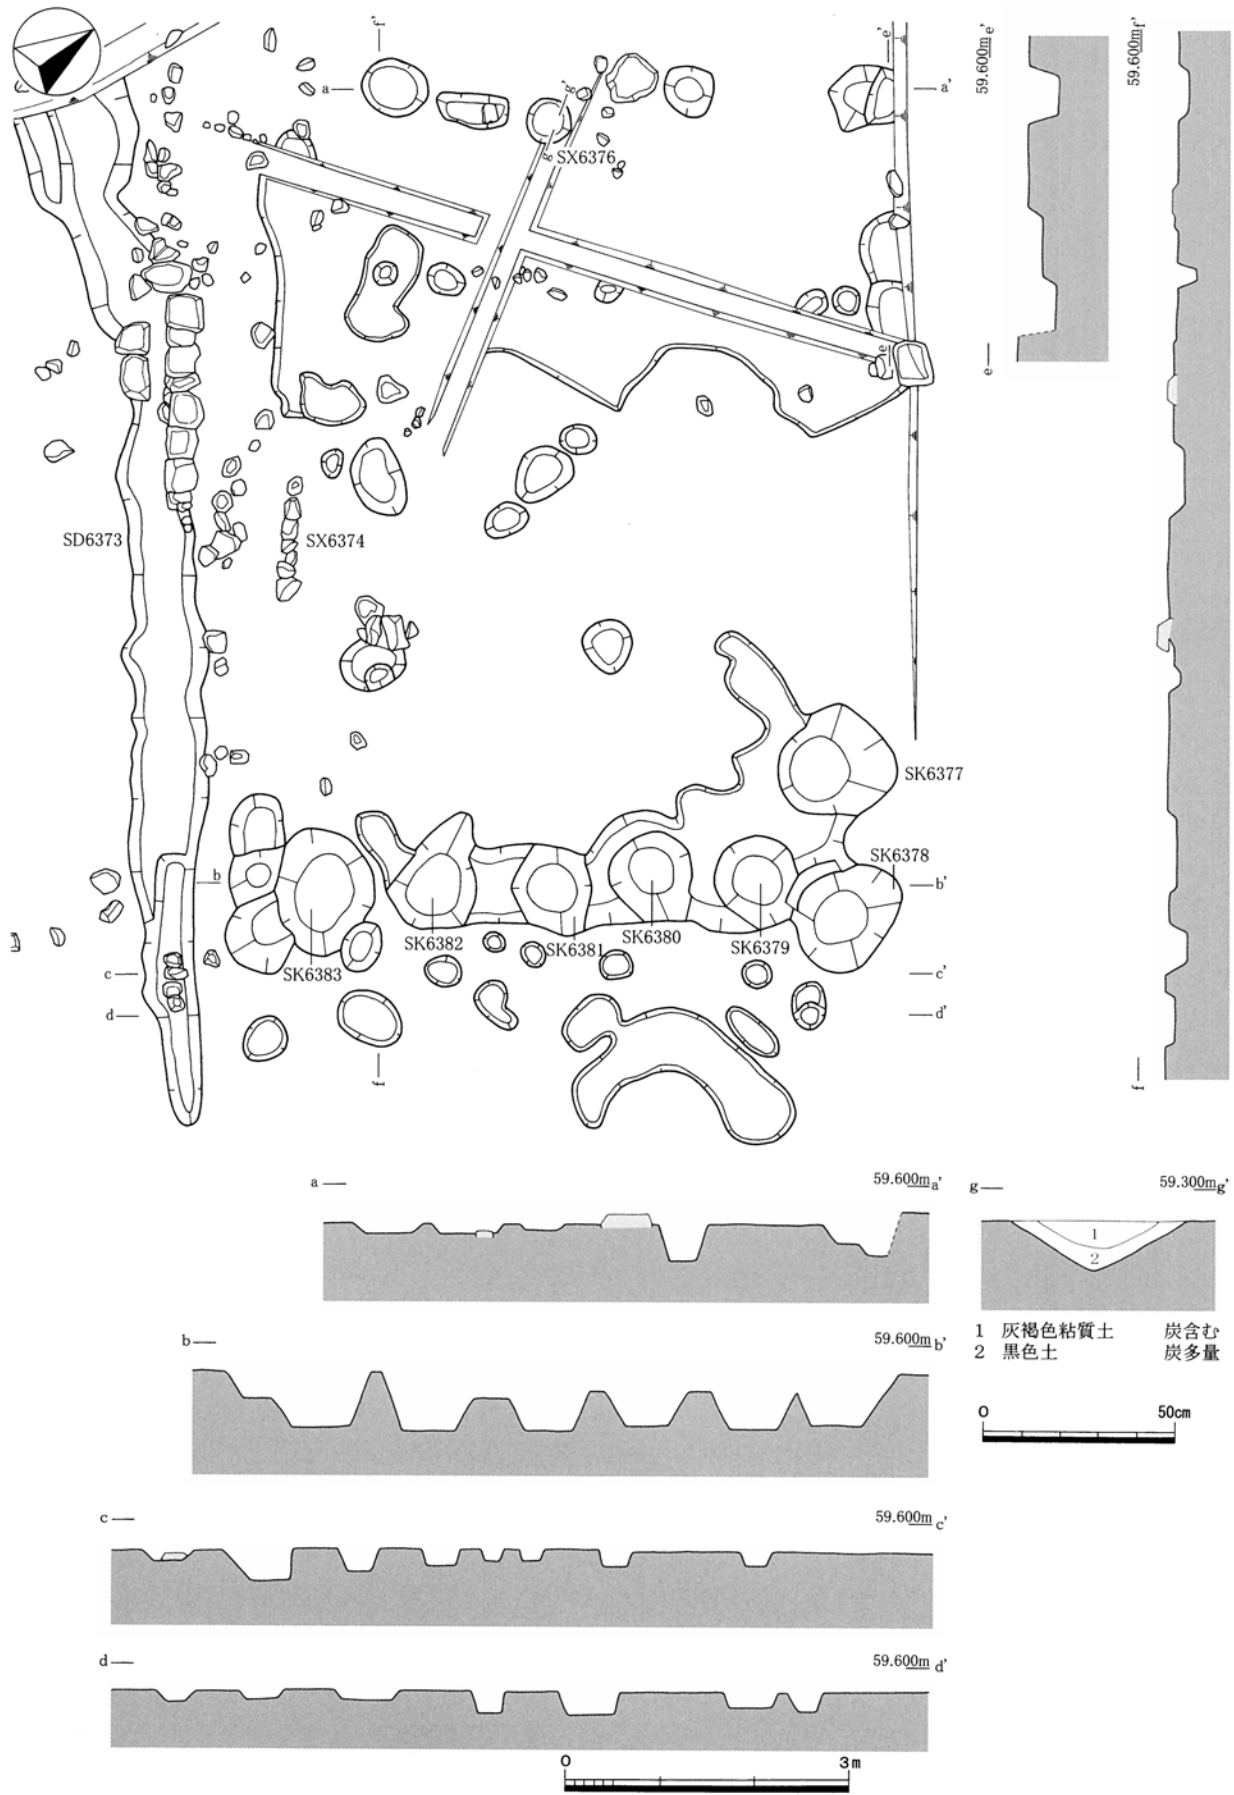 f'
e'
a
a'
g'
g
SX6376
e
SD6373
SX6374
SK6377
SK6378
b
b'
SK6382
SK6381
SK6380
SK6379
SK6383
c
c'
d
d'
f
59.600m e'
e
59.600m f'
f
a
59.600m a'
g
59.300m g'
1
2
1 灰褐色粘質土 炭含む
2 黒色土 炭多量
0 50cm
b
59.600m b'
c
59.600m c'
d
59.600m d'
0 3m